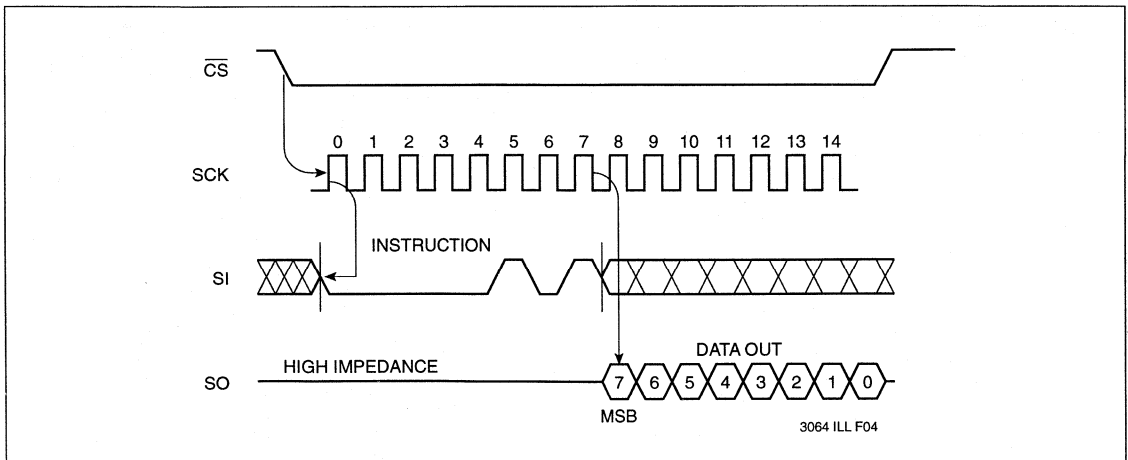 CS
0 1 2 3 4 5 6 7 8 9 10 11 12 13 14
SCK
INSTRUCTION
SI
DATA OUT
HIGH IMPEDANCE
SO
7 6 5 4 3 2 1 0
MSB
3064 ILL F04